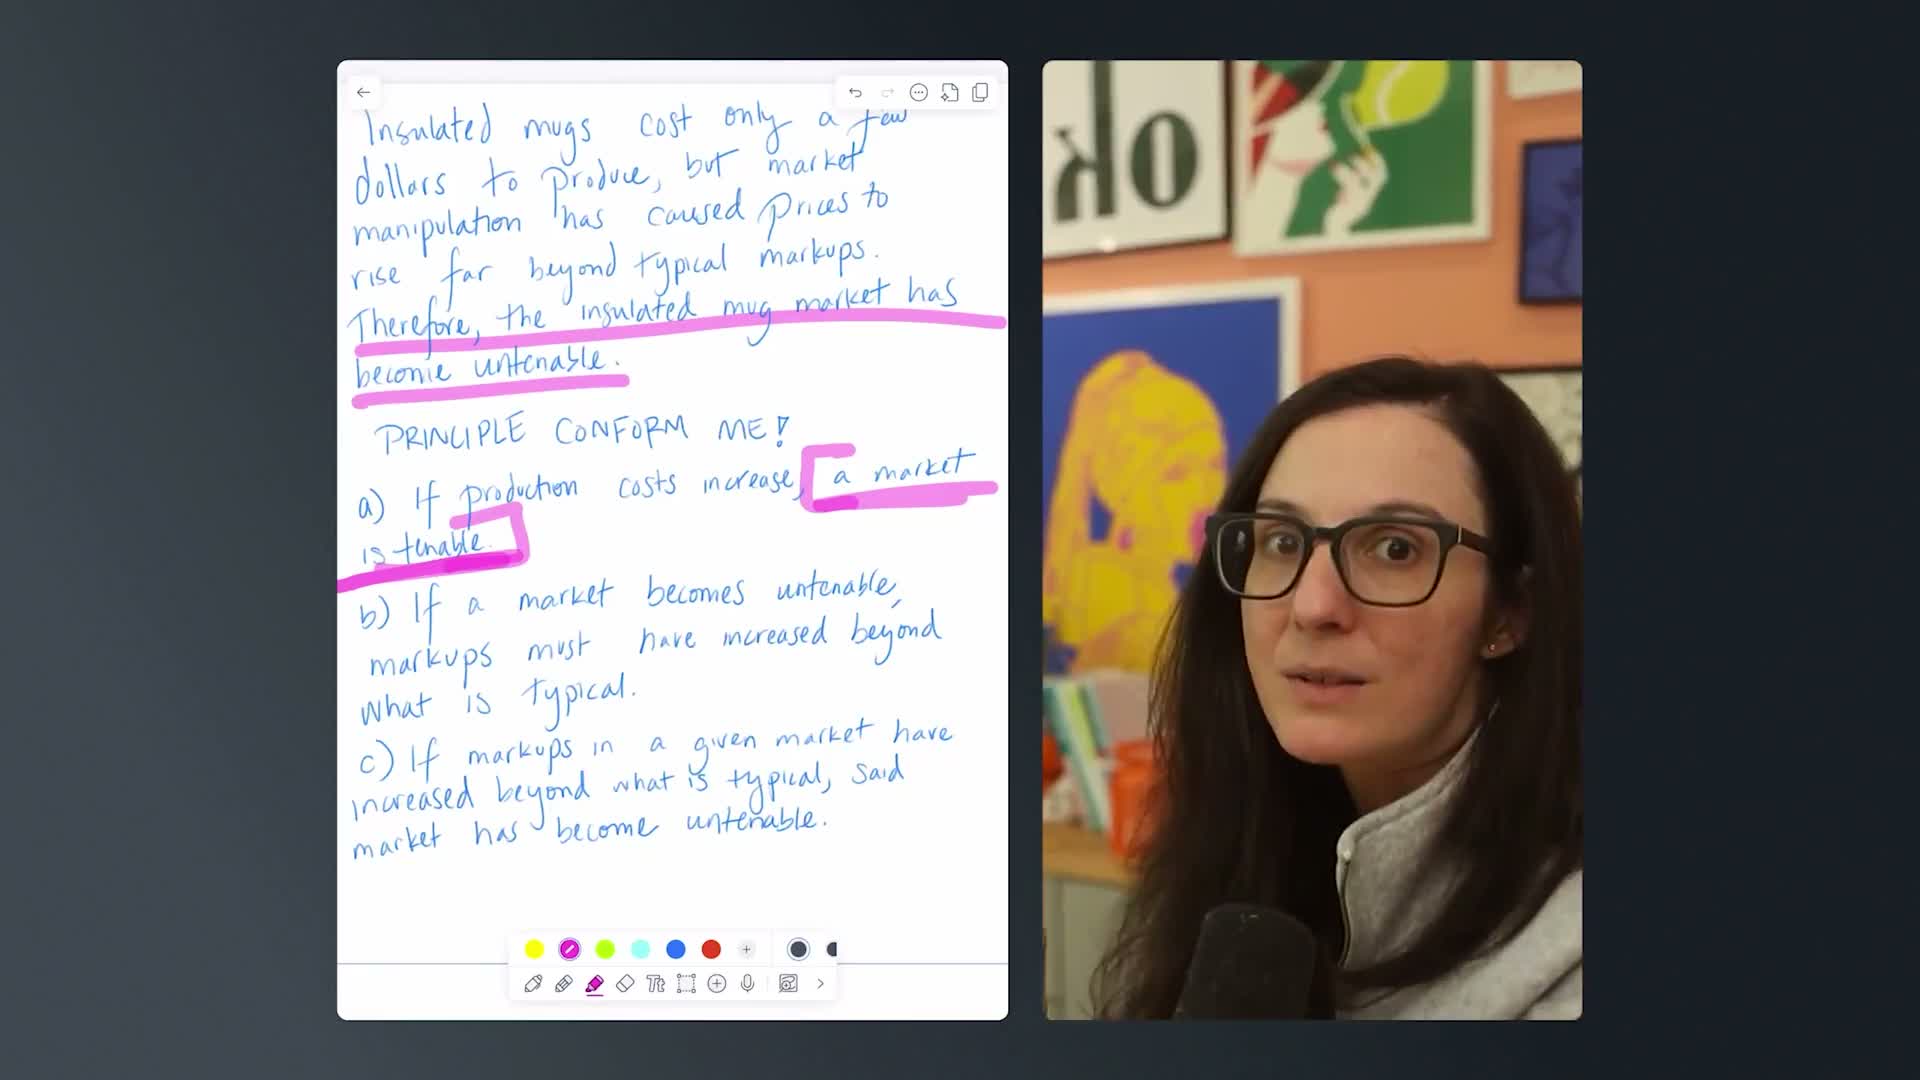 Insulated mugs cost only a few
dollars to produce, but market
manipulation has caused prices to
rise far beyond typical markups.
Therefore, the insulated mug market has
become untenable.
PRINCIPLE CONFORM ME!
a) If production costs increase, a market
is tenable.
b) If a market becomes untenable,
markups must have increased beyond
what is typical.
c) If markups in a given market have
increased beyond what is typical, said
market has become untenable.
Tt
ok